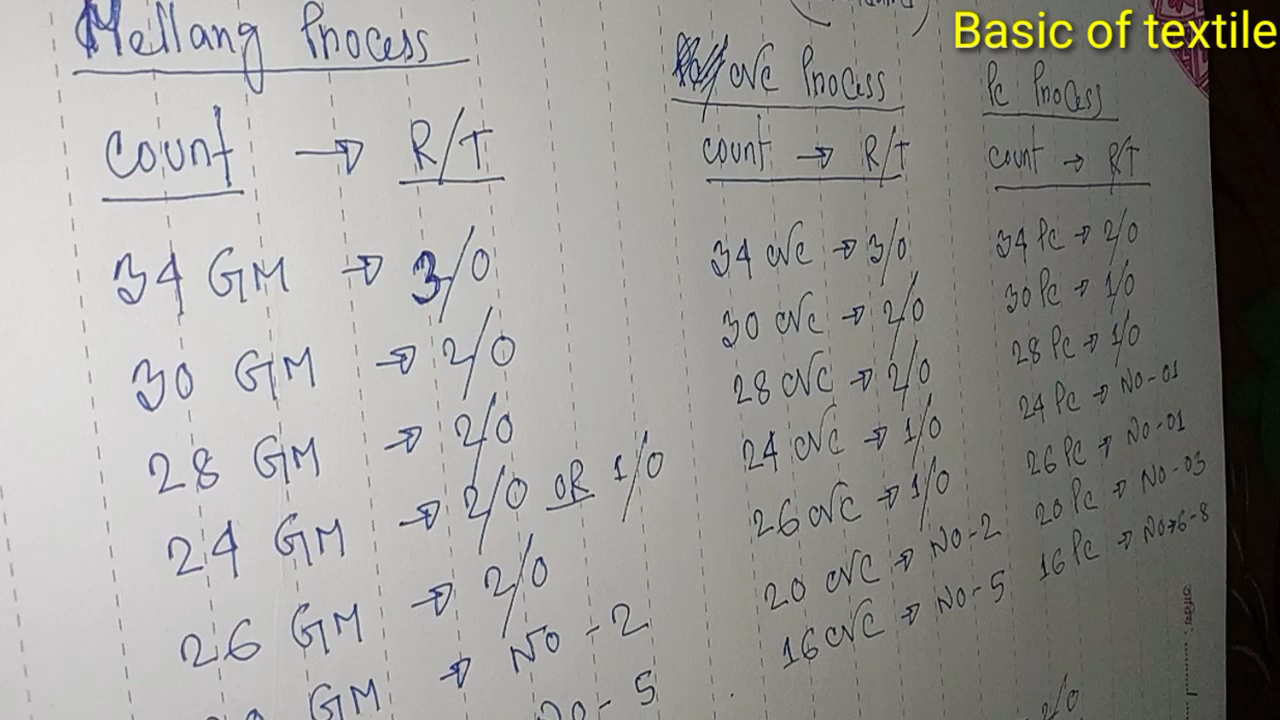 Basic of textile
Mellang Process
Count → R/T
34 GM → 3/0
30 GM → 2/0
28 GM → 2/0
24 GM → 2/0 OR 1/0
26 GM → 2/0
GM → No - 2
No - 5
CVC Process
Count → R/T
34 CVC → 3/0
30 CVC → 2/0
28 CVC → 2/0
24 CVC → 1/0
26 CVC → 1/0
20 CVC → No - 2
16 CVC → No - 5
Pc Process
Count → R/T
34 Pc → 2/0
30 Pc → 1/0
28 Pc → 1/0
24 Pc → No - 01
26 Pc → No - 01
20 Pc → No - 03
16 Pc → No → 6-8